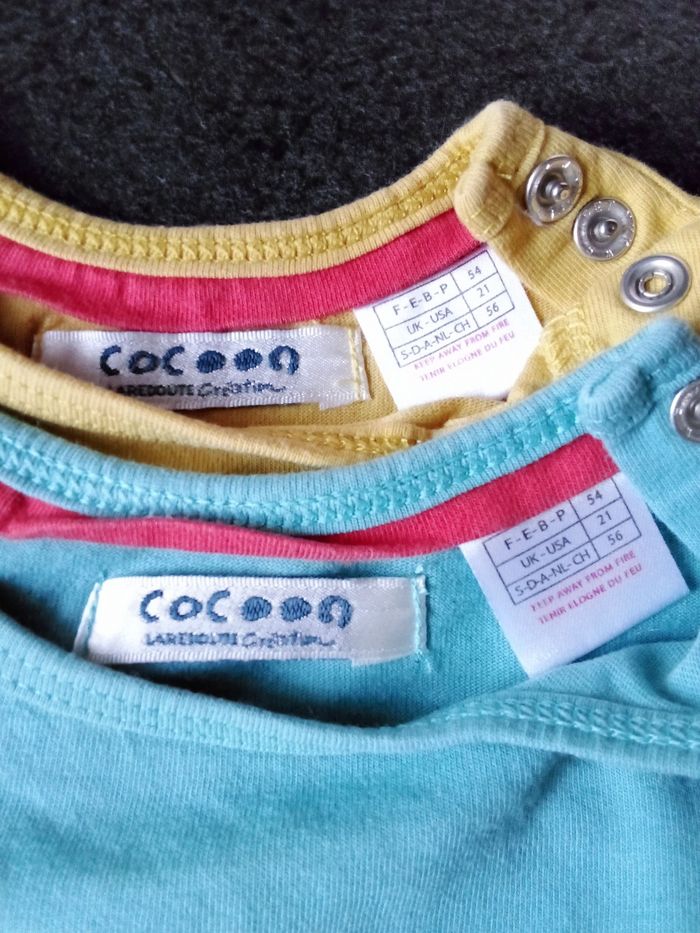 cocoon
LAREDOUTE Création
F-E-B-P 54
UK-USA 21
S-D-A-NL-CH 56
KEEP AWAY FROM FIRE
TENIR ELOGNE DU FEU
cocoon
LAREDOUTE Création
F-E-B-P 54
UK-USA 21
S-D-A-NL-CH 56
KEEP AWAY FROM FIRE
TENIR ELOGNE DU FEU